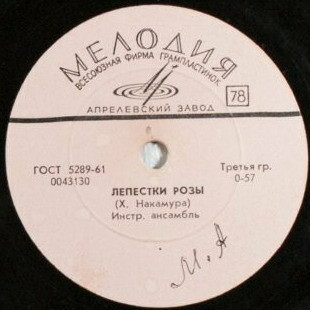 МЕЛОДИЯ
ВСЕСОЮЗНАЯ ФИРМА ГРАМПЛАСТИНОК
АПРЕЛЕВСКИЙ ЗАВОД
78
ГОСТ 5289-61
0043130
Третья гр.
0-57
ЛЕПЕСТКИ РОЗЫ
(Х. Накамура)
Инстр. ансамбль
М.А